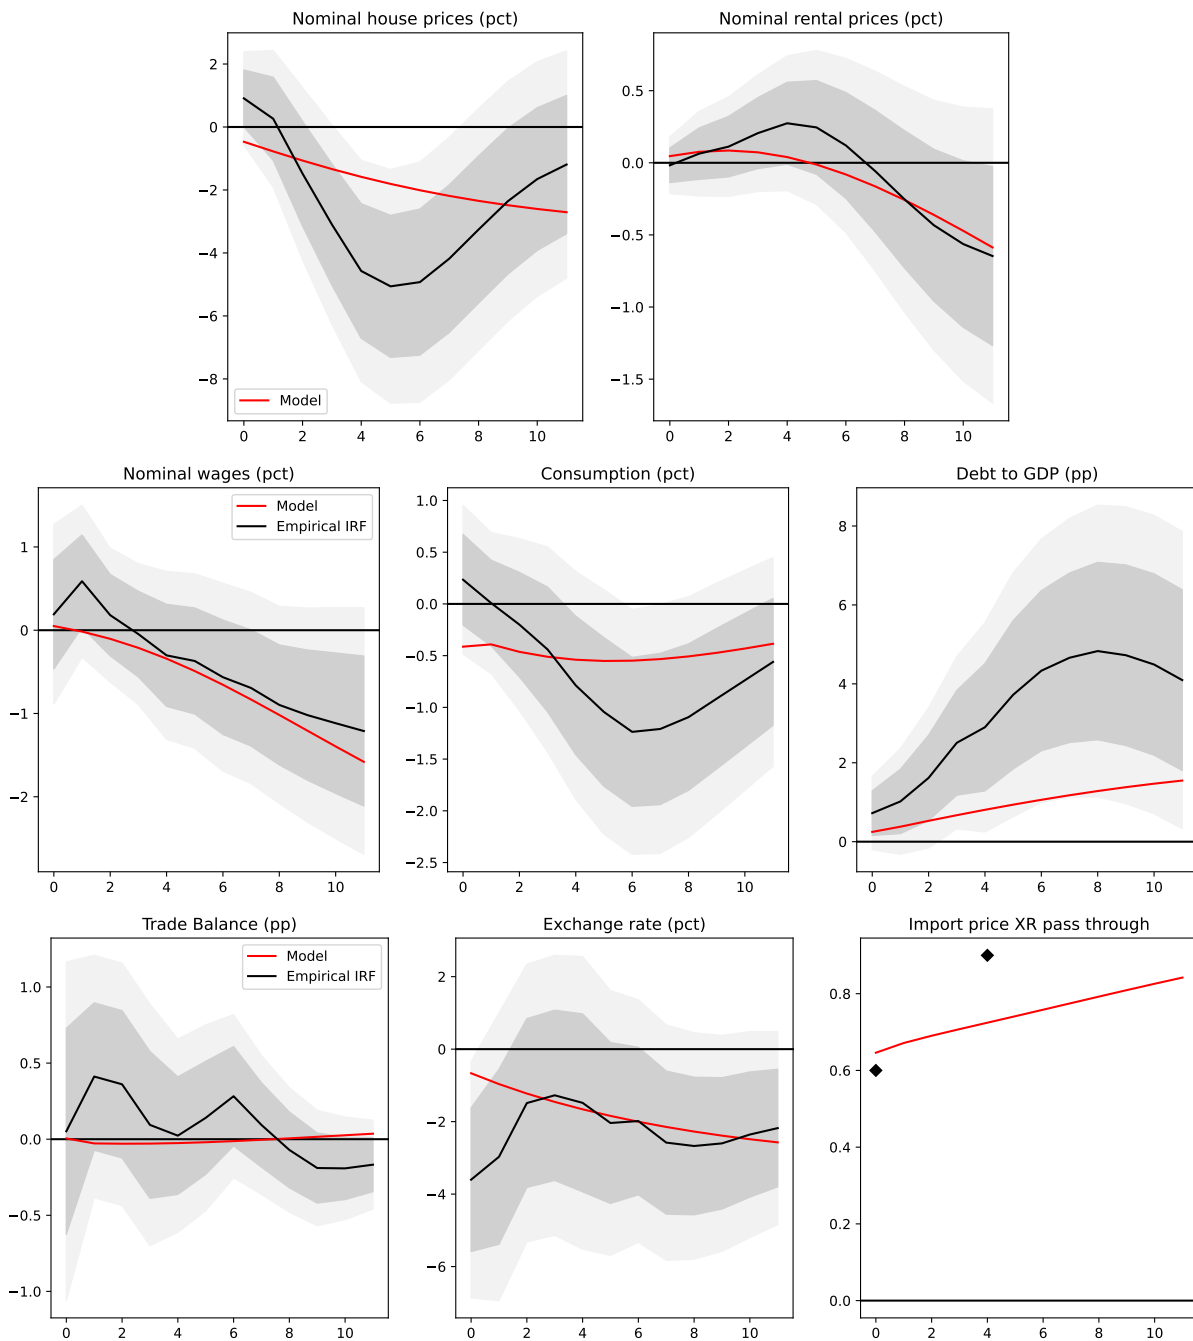 Nominal house prices (pct)
Nominal rental prices (pct)
2
0
−2
−4
−6
−8
0.5
0.0
−0.5
−1.0
−1.5
Model
0 2 4 6 8 10
0 2 4 6 8 10
Nominal wages (pct)
Consumption (pct)
Debt to GDP (pp)
1
0
−1
−2
Model
Empirical IRF
1.0
0.5
0.0
−0.5
−1.0
−1.5
−2.0
−2.5
8
6
4
2
0
0 2 4 6 8 10
0 2 4 6 8 10
0 2 4 6 8 10
Trade Balance (pp)
Exchange rate (pct)
Import price XR pass through
1.0
0.5
0.0
−0.5
−1.0
Model
Empirical IRF
2
0
−2
−4
−6
0.8
0.6
0.4
0.2
0.0
0 2 4 6 8 10
0 2 4 6 8 10
0 2 4 6 8 10